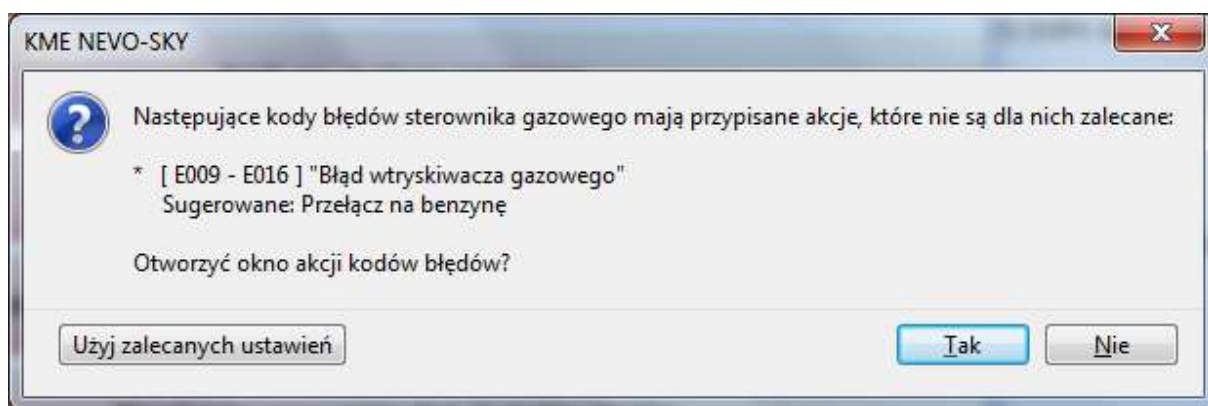 KME NEVO-SKY
Następujące kody błędów sterownika gazowego mają przypisane akcje, które nie są dla nich zalecane:
* [ E009 - E016 ] "Błąd wtryskiwacza gazowego"
Sugerowane: Przełącz na benzynę
Otworzyć okno akcji kodów błędów?
Użyj zalecanych ustawień
Tak
Nie